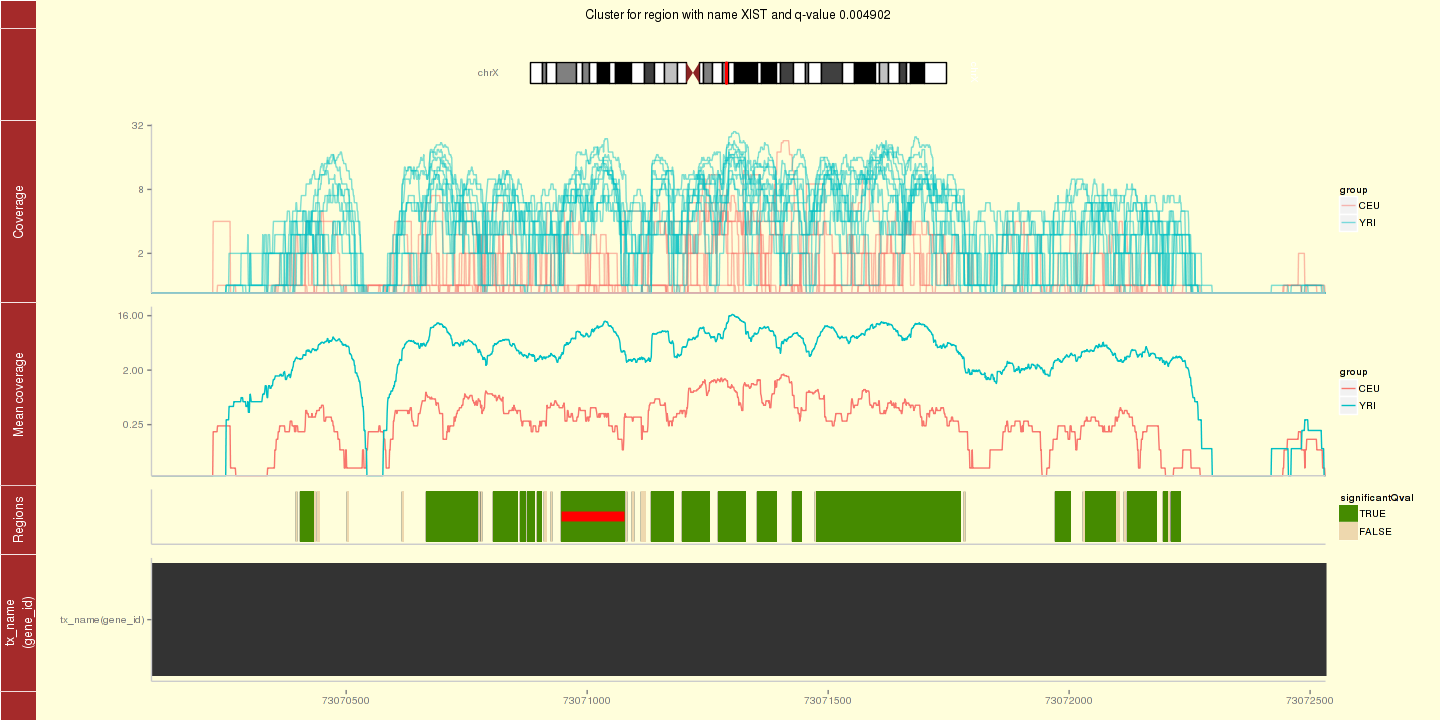 Cluster for region with name XIST and q-value 0.004902
chrX
Coverage
32
8
2
group
CEU
YRI
Mean coverage
16.00
2.00
0.25
group
CEU
YRI
Regions
significantQval
TRUE
FALSE
tx_name
(gene_id)
tx_name(gene_id)
73070500
73071000
73071500
73072000
73072500